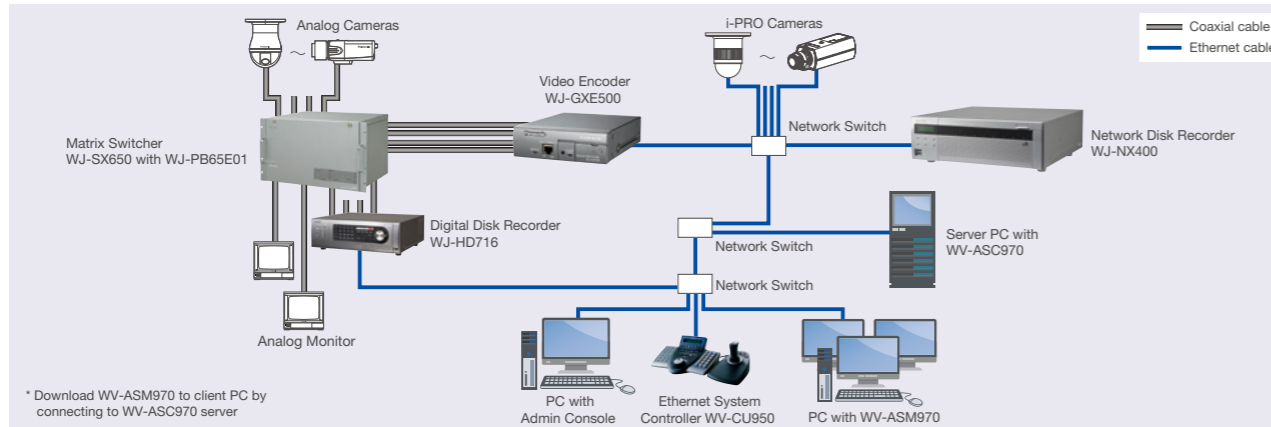 Analog Cameras
i-PRO Cameras
Coaxial cable
Ethernet cable
Video Encoder
WJ-GXE500
Network Switch
Matrix Switcher
WJ-SX650 with WJ-PB65E01
Network Disk Recorder
WJ-NX400
Digital Disk Recorder
WJ-HD716
Network Switch
Server PC with
WV-ASC970
Network Switch
Analog Monitor
* Download WV-ASM970 to client PC by
connecting to WV-ASC970 server
PC with
Admin Console
Ethernet System
Controller WV-CU950
PC with WV-ASM970